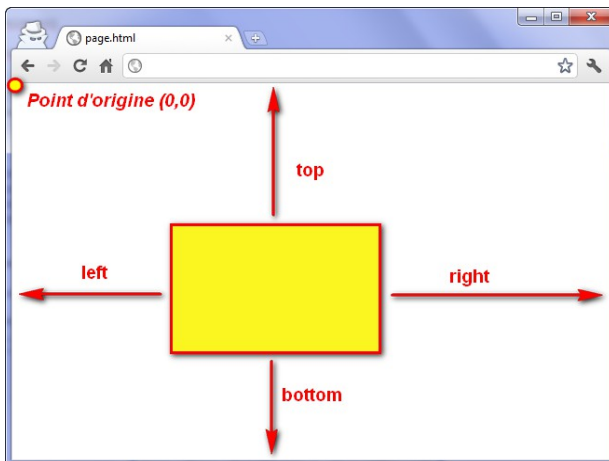 page.html
Point d'origine (0,0)
top
left
right
bottom